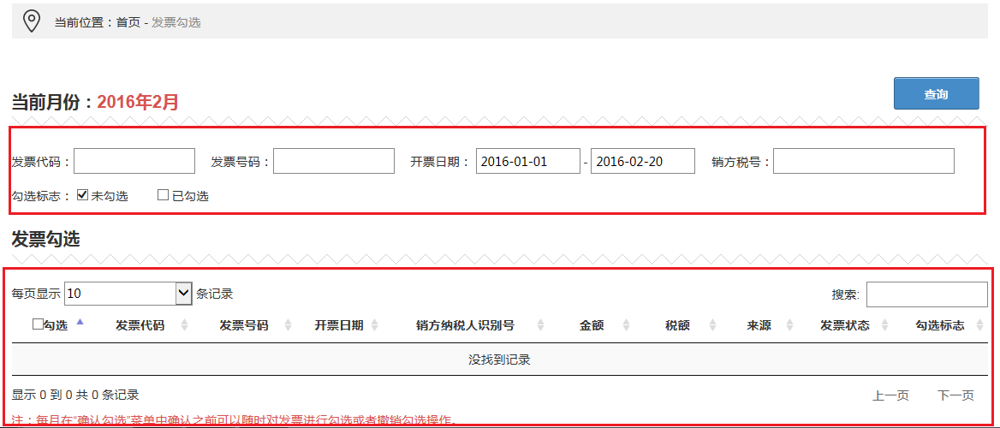 当前位置：首页 - 发票勾选
当前月份：2016年2月
查询
发票代码： 发票号码： 开票日期： 2016-01-01 - 2016-02-20 销方税号：
勾选标志： 未勾选 已勾选
发票勾选
每页显示 10 条记录 搜索:
勾选 发票代码 发票号码 开票日期 销方纳税人识别号 金额 税额 来源 发票状态 勾选标志
没找到记录
显示 0 到 0 共 0 条记录 上一页 下一页
注：每月在“确认勾选”菜单中确认之前可以随时对发票进行勾选或者撤销勾选操作。